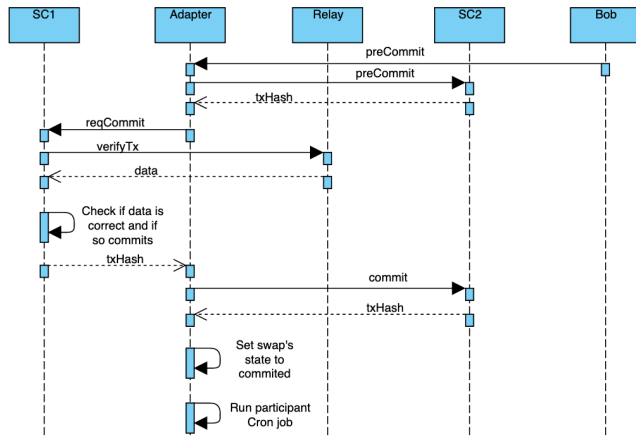 SC1
Adapter
Relay
SC2
Bob
preCommit
preCommit
txHash
reqCommit
verifyTx
data
Check if data is
correct and if
so commits
txHash
commit
txHash
Set swap's
state to
commited
Run participant
Cron job